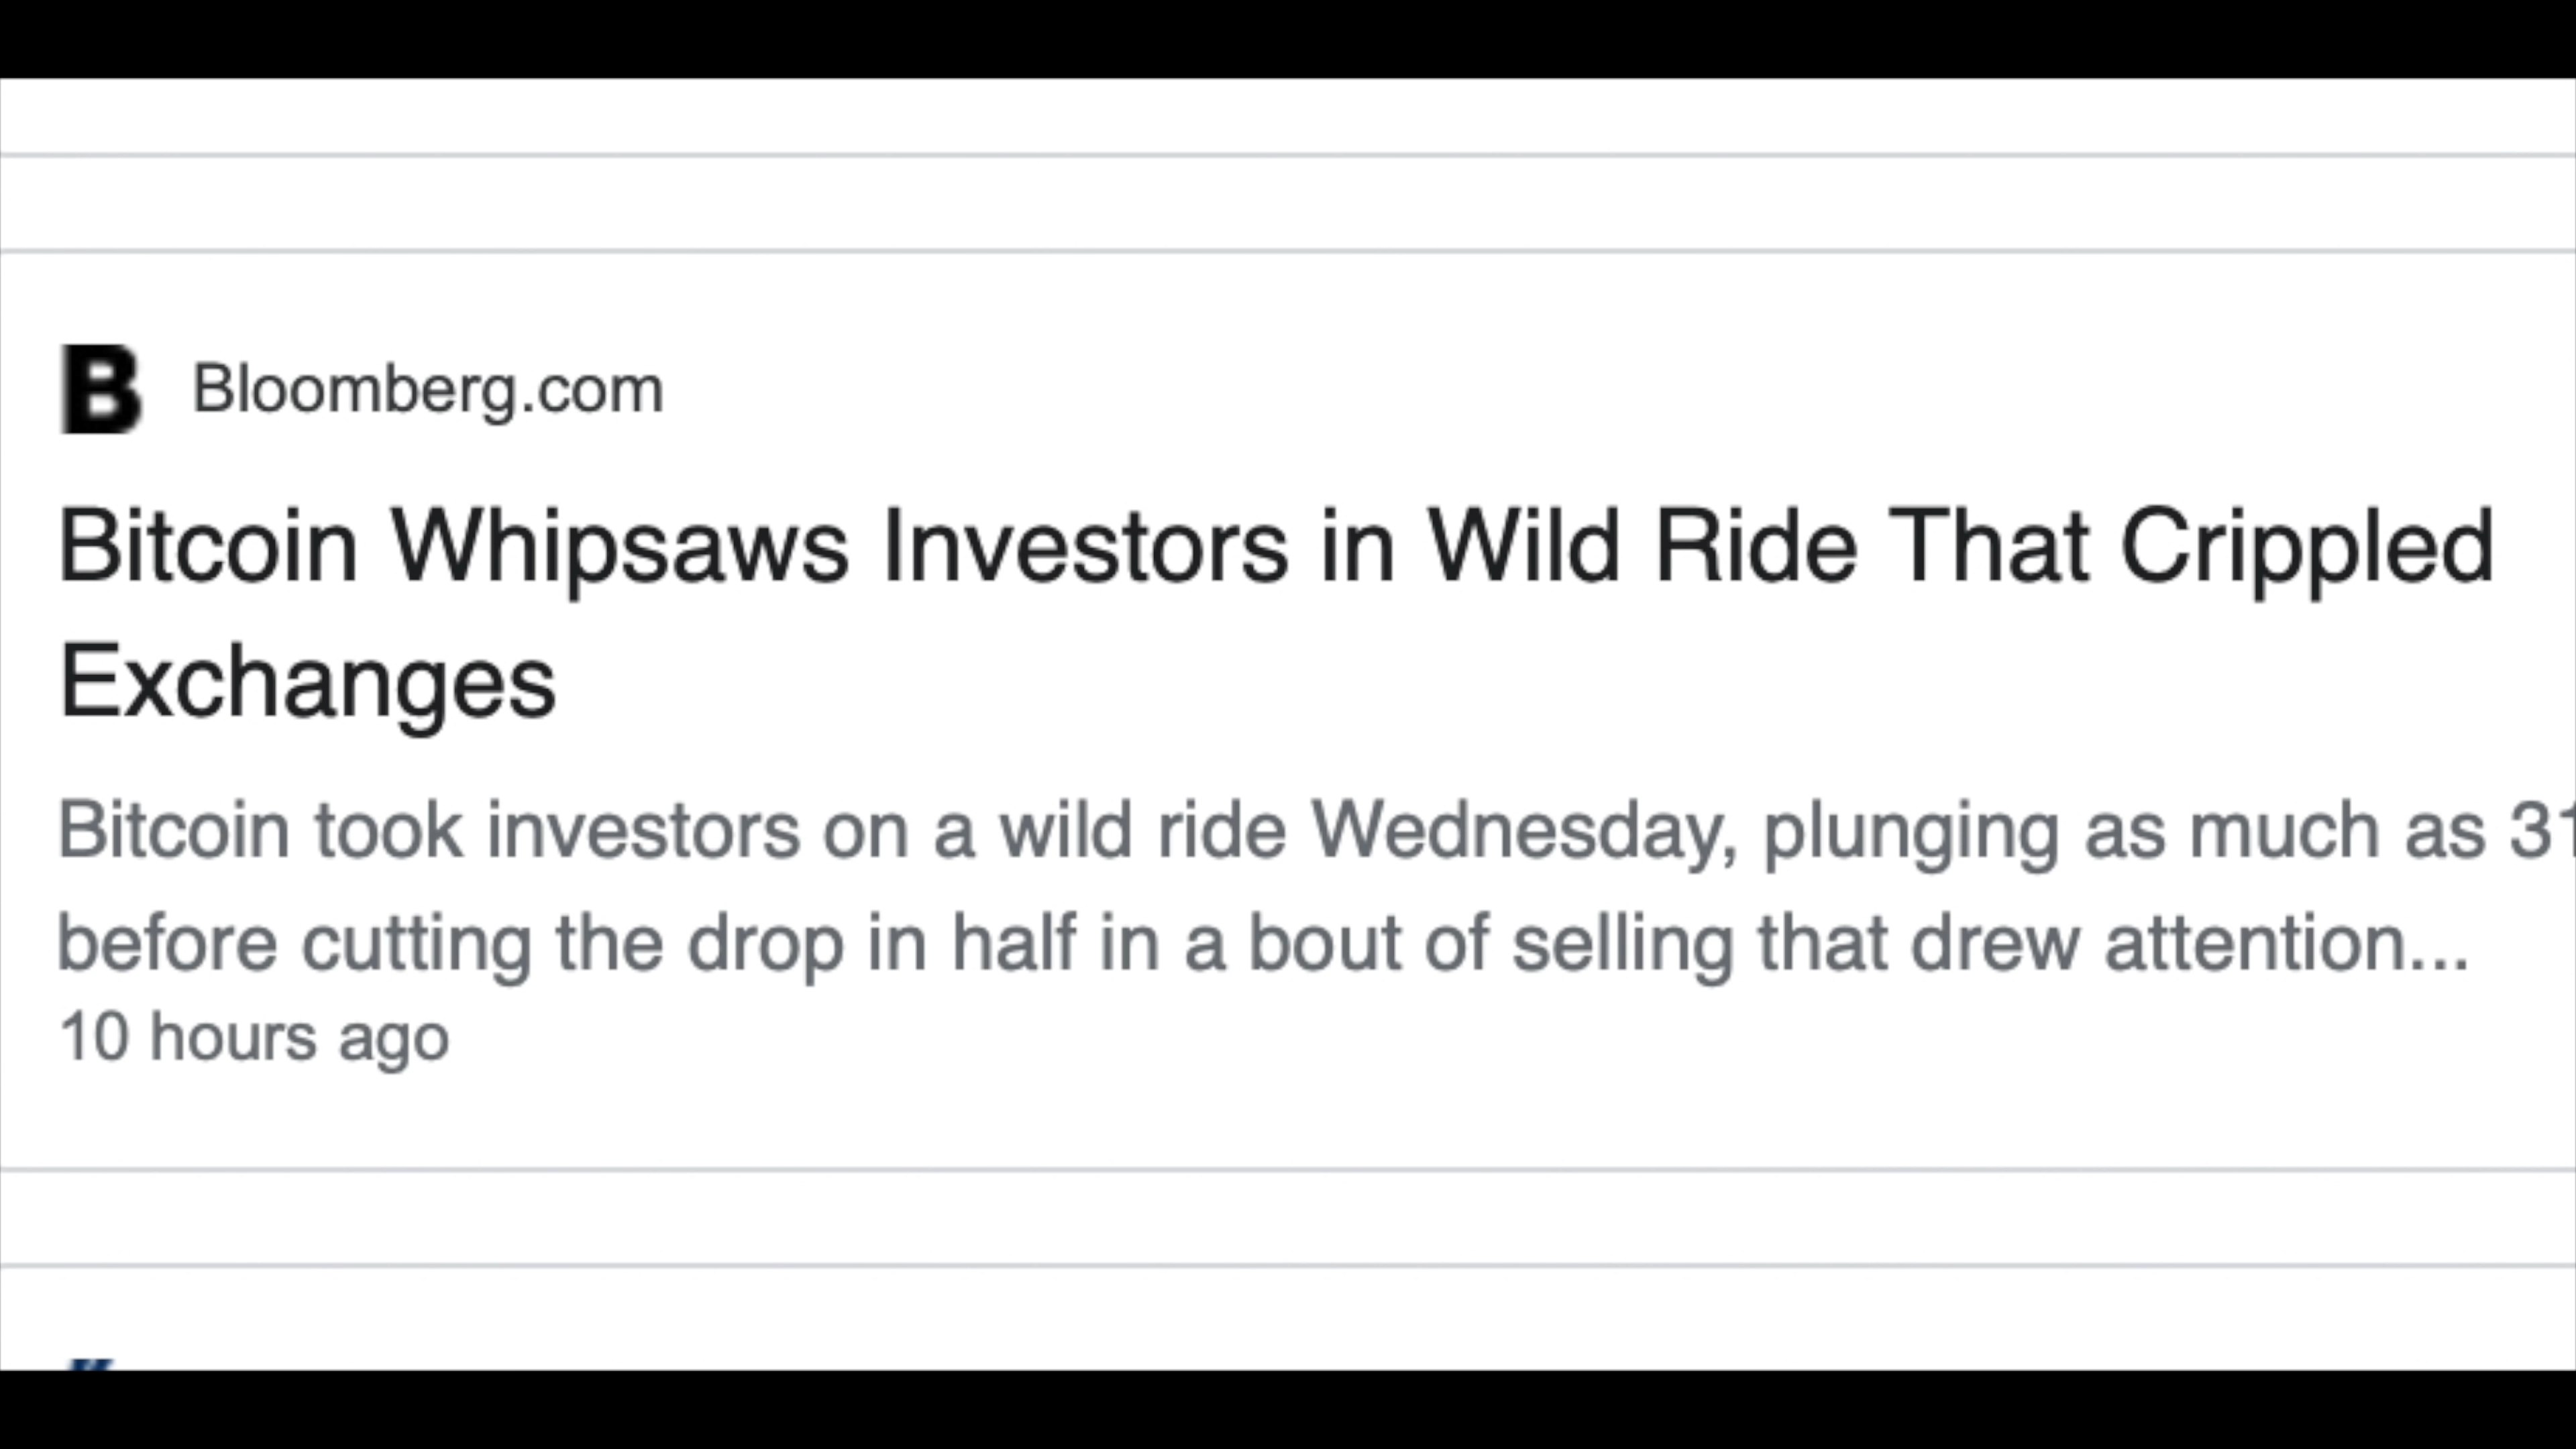 B Bloomberg.com
Bitcoin Whipsaws Investors in Wild Ride That Crippled
Exchanges
Bitcoin took investors on a wild ride Wednesday, plunging as much as 31
before cutting the drop in half in a bout of selling that drew attention...
10 hours ago